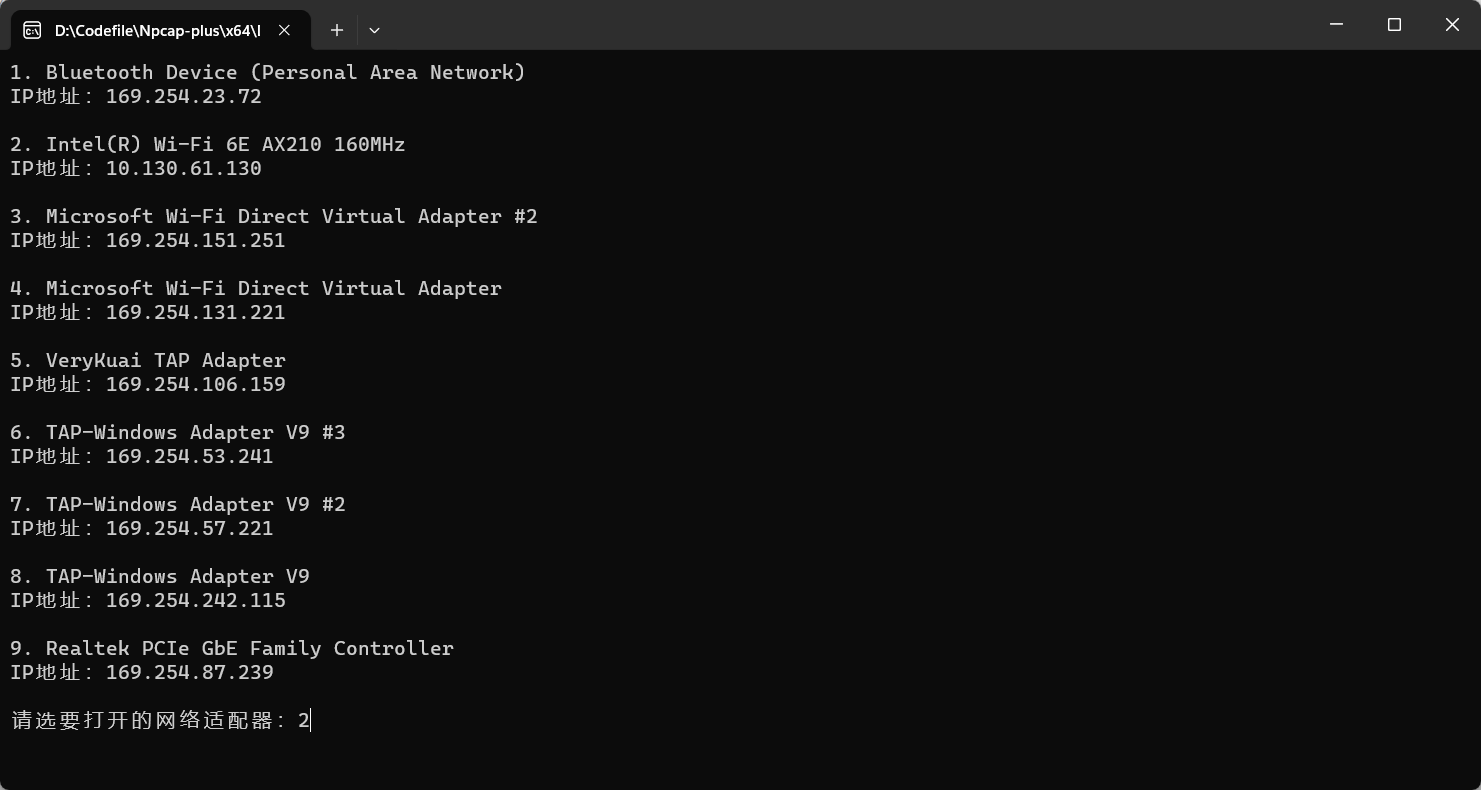 D:\Codefile\Npcap-plus\x64\
1. Bluetooth Device (Personal Area Network)
IP地址: 169.254.23.72
2. Intel(R) Wi-Fi 6E AX210 160MHz
IP地址: 10.130.61.130
3. Microsoft Wi-Fi Direct Virtual Adapter #2
IP地址: 169.254.151.251
4. Microsoft Wi-Fi Direct Virtual Adapter
IP地址: 169.254.131.221
5. VeryKuai TAP Adapter
IP地址: 169.254.106.159
6. TAP-Windows Adapter V9 #3
IP地址: 169.254.53.241
7. TAP-Windows Adapter V9 #2
IP地址: 169.254.57.221
8. TAP-Windows Adapter V9
IP地址: 169.254.242.115
9. Realtek PCIe GbE Family Controller
IP地址: 169.254.87.239
请选要打开的网络适配器: 2